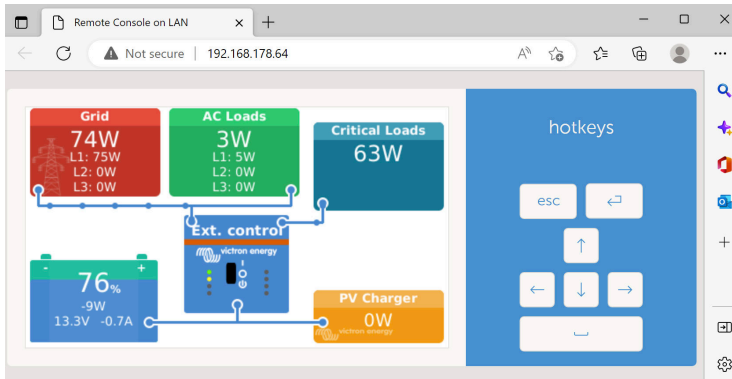 Remote Console on LAN
Not secure
192.168.178.64
Grid
74W
L1: 75W
L2: 0W
L3: 0W
AC Loads
3W
L1: 5W
L2: 0W
L3: 0W
Critical Loads
63W
hotkeys
esc
Ext. control
victron energy
76%
-9W
13.3V -0.7A
PV Charger
0W
victron energy